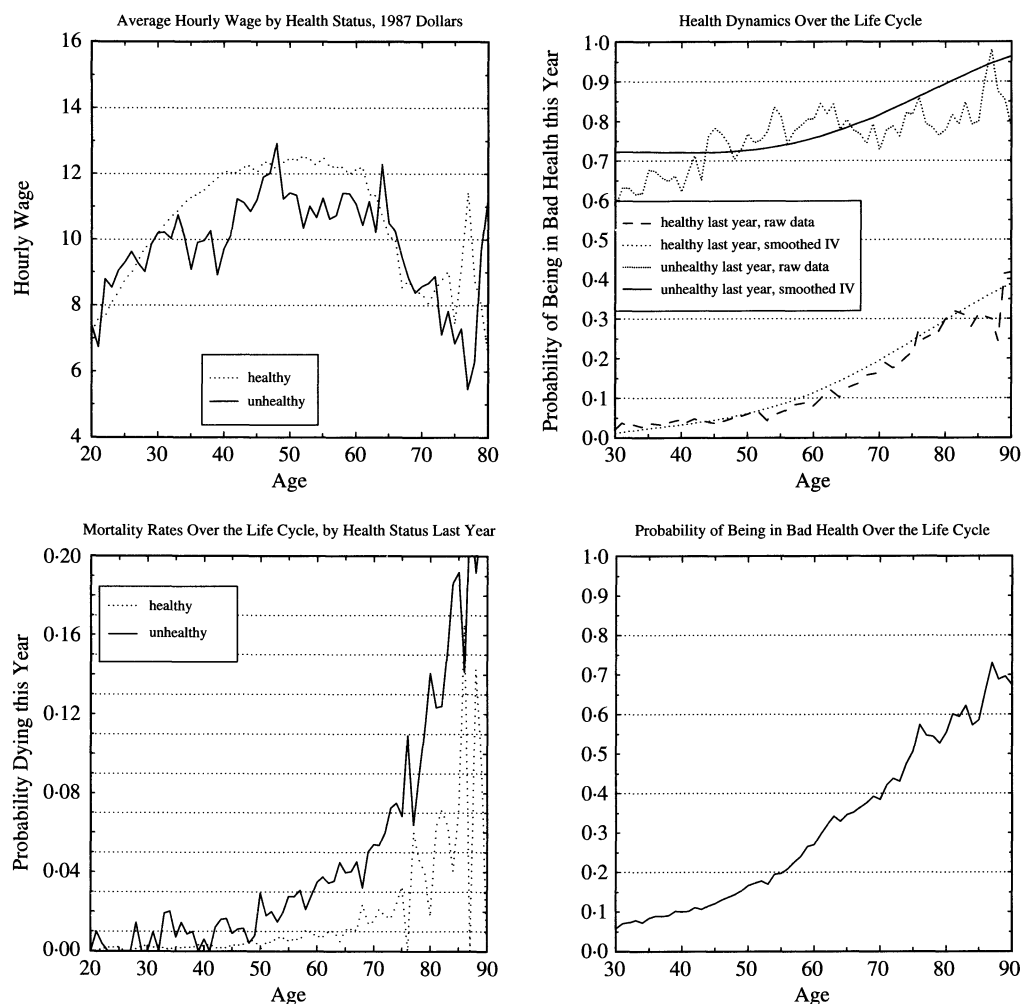 Average Hourly Wage by Health Status, 1987 Dollars
16
14
12
10
8
6
4
Hourly Wage
healthy
unhealthy
20 30 40 50 60 70 80
Age
Health Dynamics Over the Life Cycle
1·0
0·9
0·8
0·7
0·6
0·5
0·4
0·3
0·2
0·1
0·0
Probability of Being in Bad Health this Year
healthy last year, raw data
healthy last year, smoothed IV
unhealthy last year, raw data
unhealthy last year, smoothed IV
30 40 50 60 70 80 90
Age
Mortality Rates Over the Life Cycle, by Health Status Last Year
0·20
0·16
0·12
0·08
0·04
0·00
Probability Dying this Year
healthy
unhealthy
20 30 40 50 60 70 80 90
Age
Probability of Being in Bad Health Over the Life Cycle
1·0
0·9
0·8
0·7
0·6
0·5
0·4
0·3
0·2
0·1
0·0
30 40 50 60 70 80 90
Age